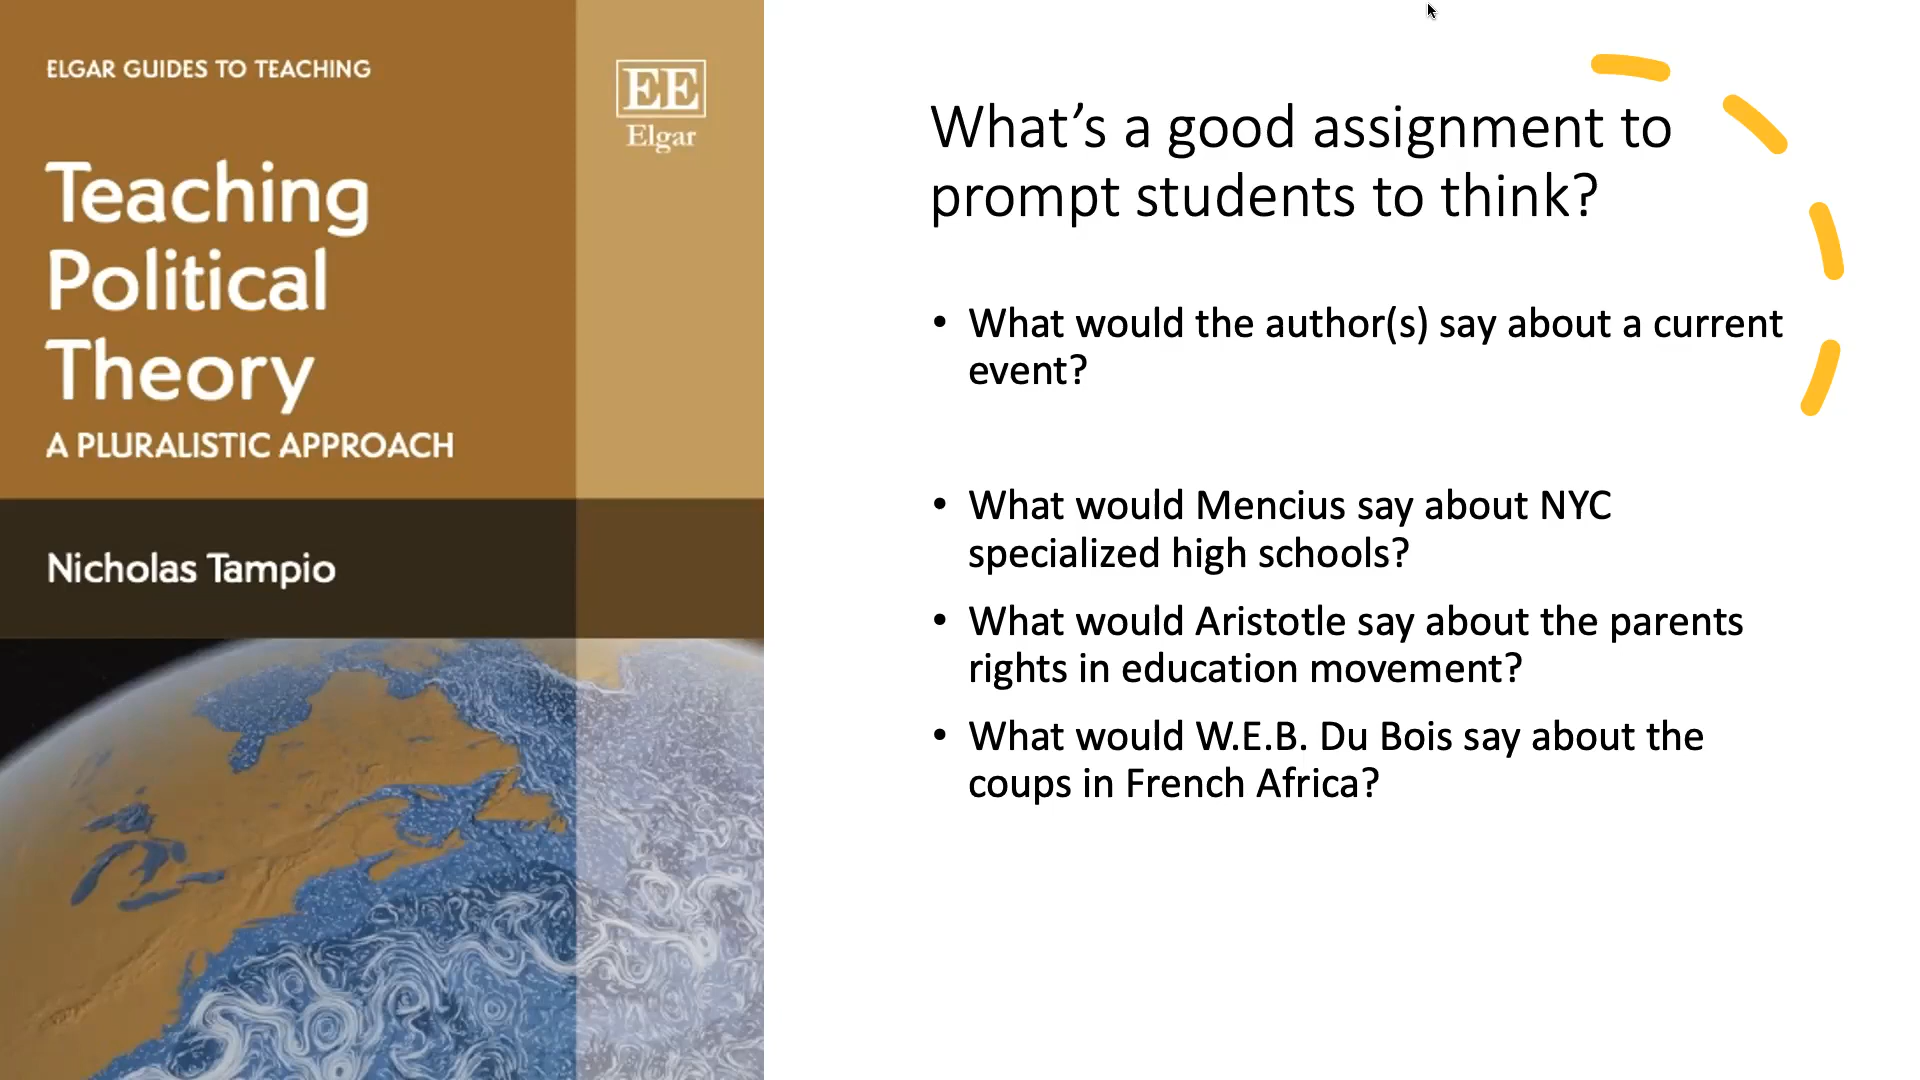 ELGAR GUIDES TO TEACHING
EE
Elgar
Teaching
Political
Theory
A PLURALISTIC APPROACH
Nicholas Tampio
What’s a good assignment to
prompt students to think?
• What would the author(s) say about a current
event?
• What would Mencius say about NYC
specialized high schools?
• What would Aristotle say about the parents
rights in education movement?
• What would W.E.B. Du Bois say about the
coups in French Africa?